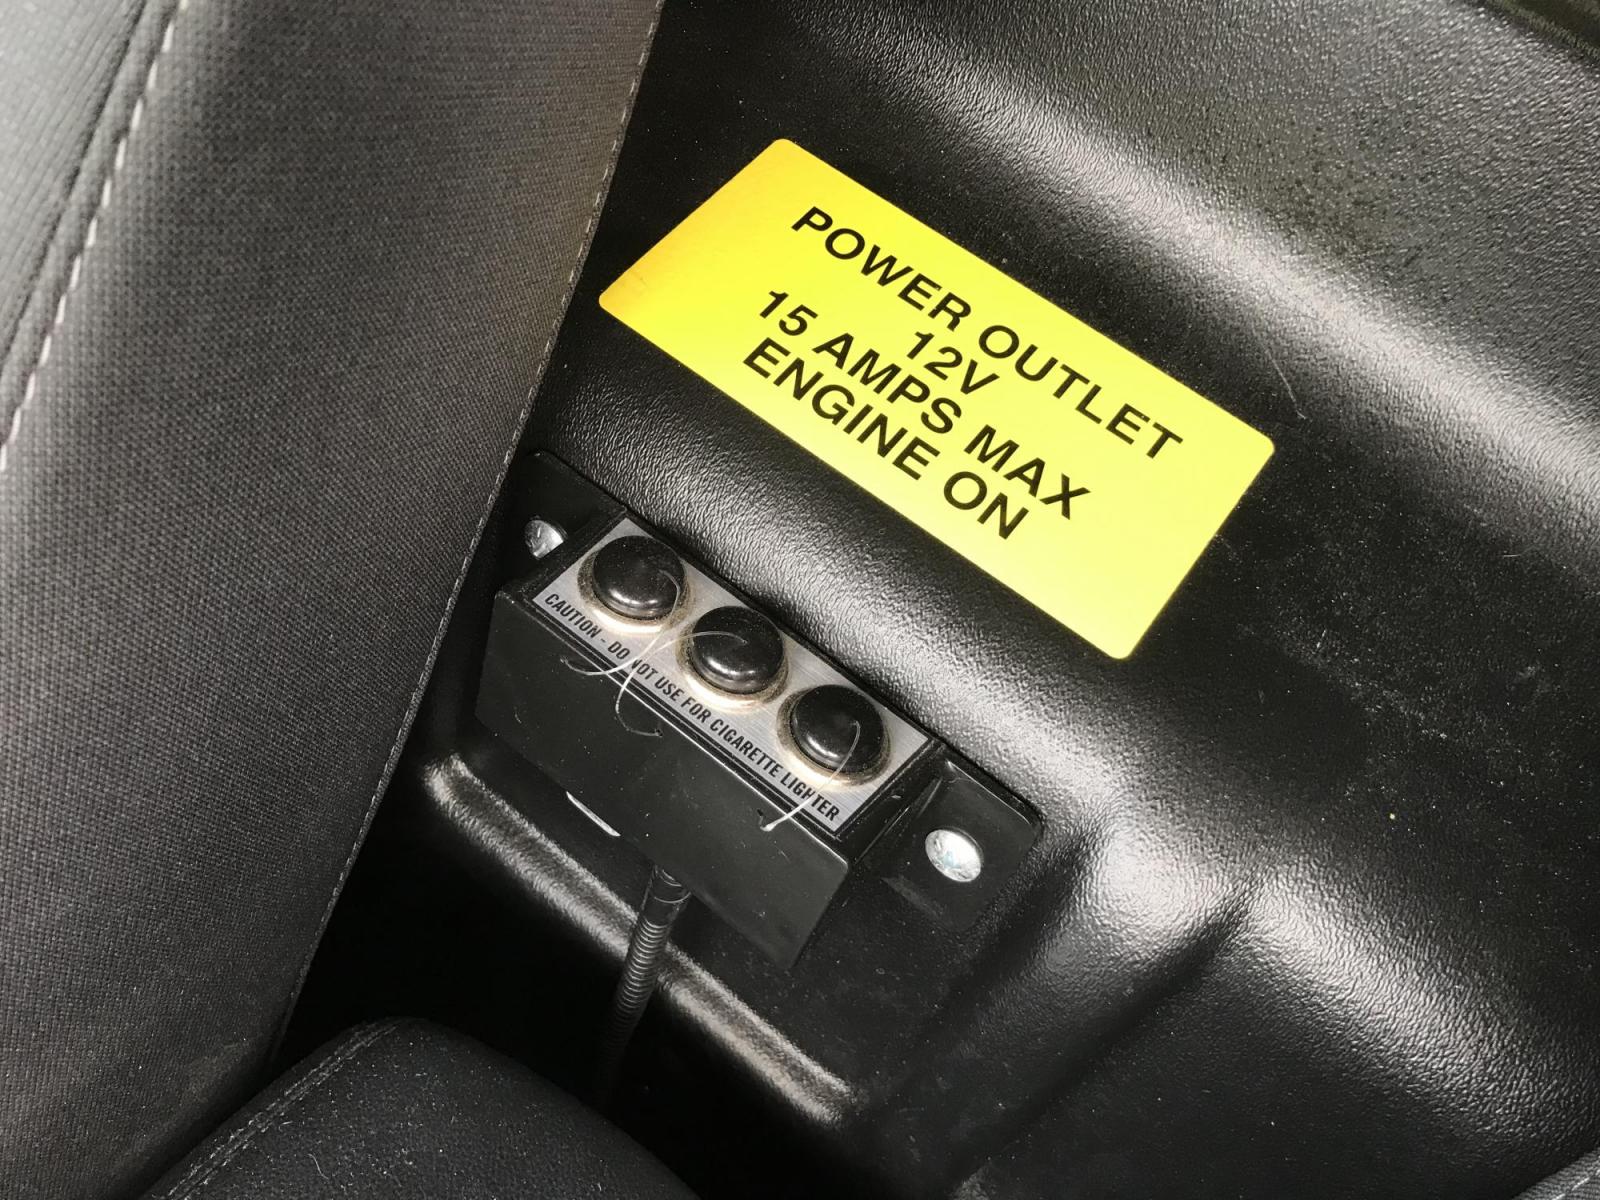 POWER OUTLET
12V
15 AMPS MAX
ENGINE ON
CAUTION - DO NOT USE FOR CIGARETTE LIGHTER